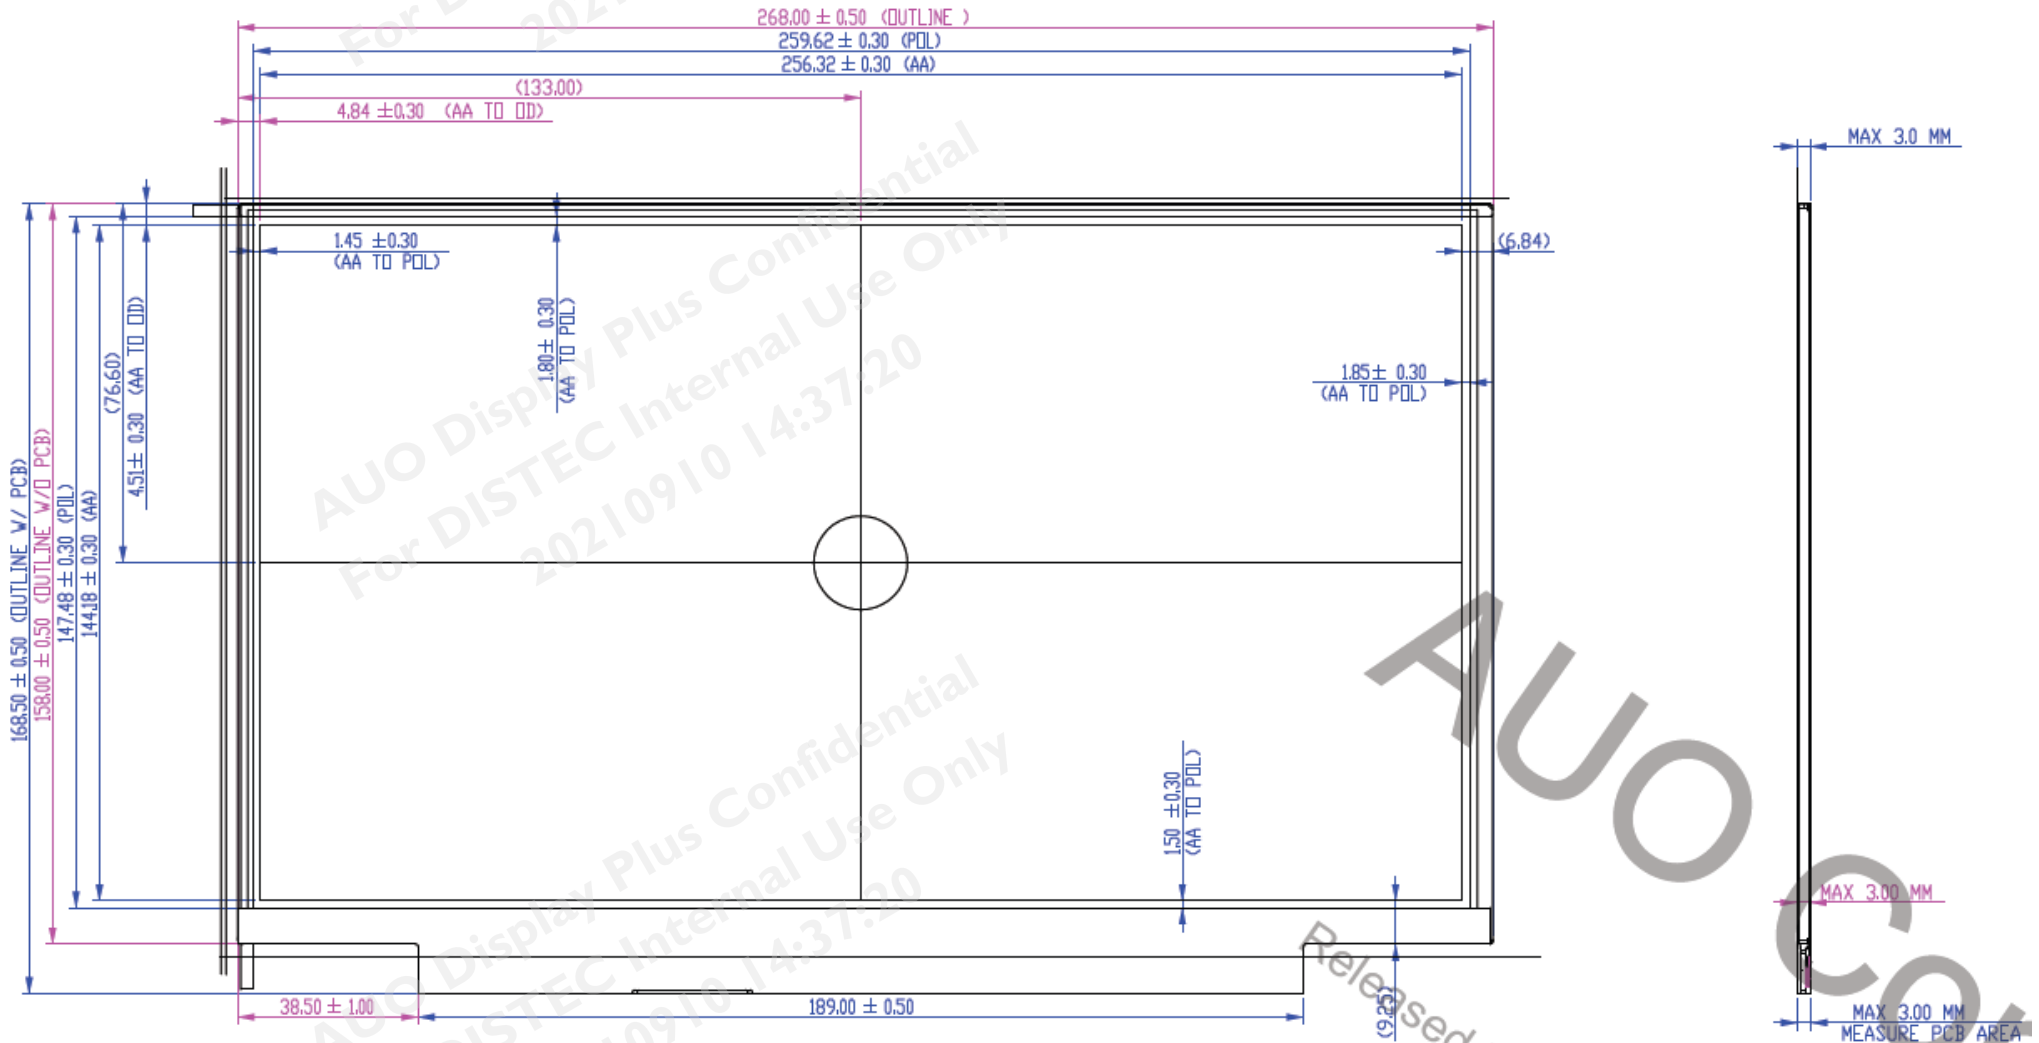 For D
202
268.00 ± 0.50 (OUTLINE )
259.62 ± 0.30 (POL)
256.32 ± 0.30 (AA)
(133.00)
4.84 ±0.30 (AA TO OD)
MAX 3.0 MM
1.45 ±0.30
(AA TO POL)
(6.84)
1.80± 0.30
(AA TO POL)
1.85± 0.30
(AA TO POL)
4.51± 0.30 (AA TO OD)
(76.60)
144.18 ± 0.30 (AA)
147.48 ± 0.30 (POL)
158.00 ± 0.50 (OUTLINE W/O PCB)
168.50 ± 0.50 (OUTLINE W/ PCB)
AUO Display Plus Confidential
For DISTEC Internal Use Only
20210910 14:37:20
1.50 ±0.30
(AA TO POL)
AUO Display Plus Confidential
For DISTEC Internal Use Only
20210910 14:37:20
AUO Con
Released
MAX 3.00 MM
38.50 ± 1.00
189.00 ± 0.50
(9.25)
MAX 3.00 MM
MEASURE PCB AREA